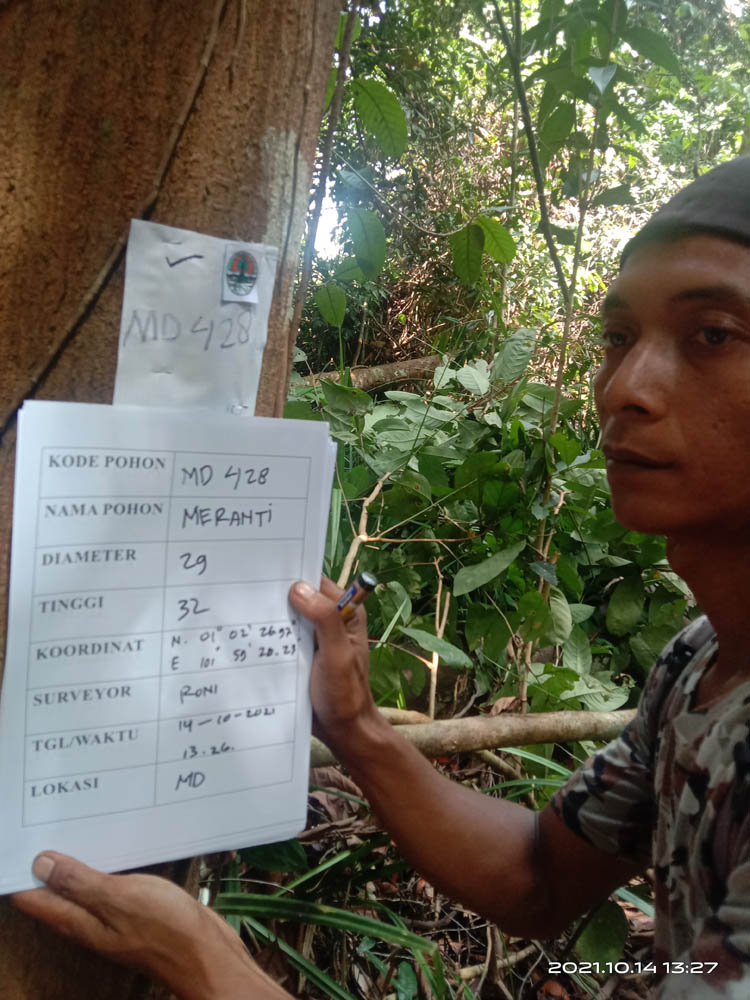 MD 428
KODE POHON MD 428
NAMA POHON MERANTI
DIAMETER 29
TINGGI 32
KOORDINAT N. 01° 02' 26.97"
E 101° 59' 20.29
SURVEYOR RONI
TGL/WAKTU 14-10-2021
13.26.
LOKASI MD
2021.10.14 13:27